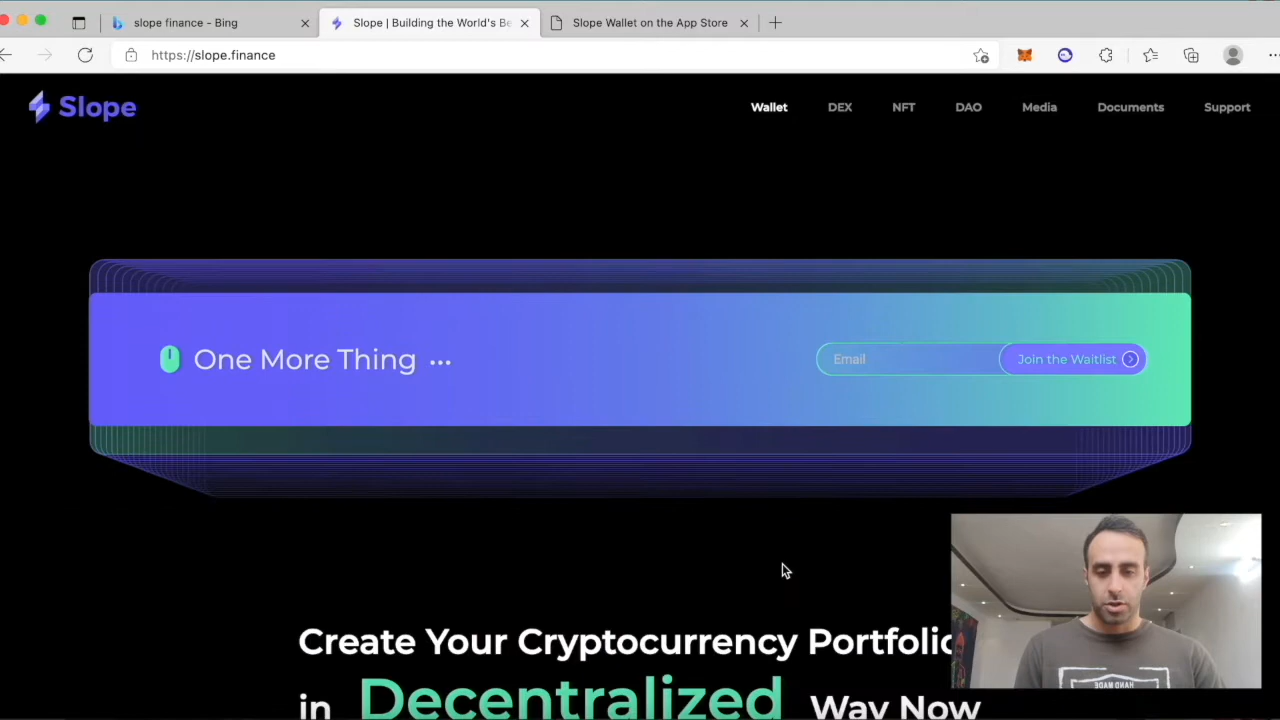 slope finance - Bing
Slope | Building the World's Be
Slope Wallet on the App Store
https://slope.finance
Slope
Wallet
DEX
NFT
DAO
Media
Documents
Support
One More Thing ...
Email
Join the Waitlist
Create Your Cryptocurrency Portfolio
in Decentralized Way Now
HAND MADE